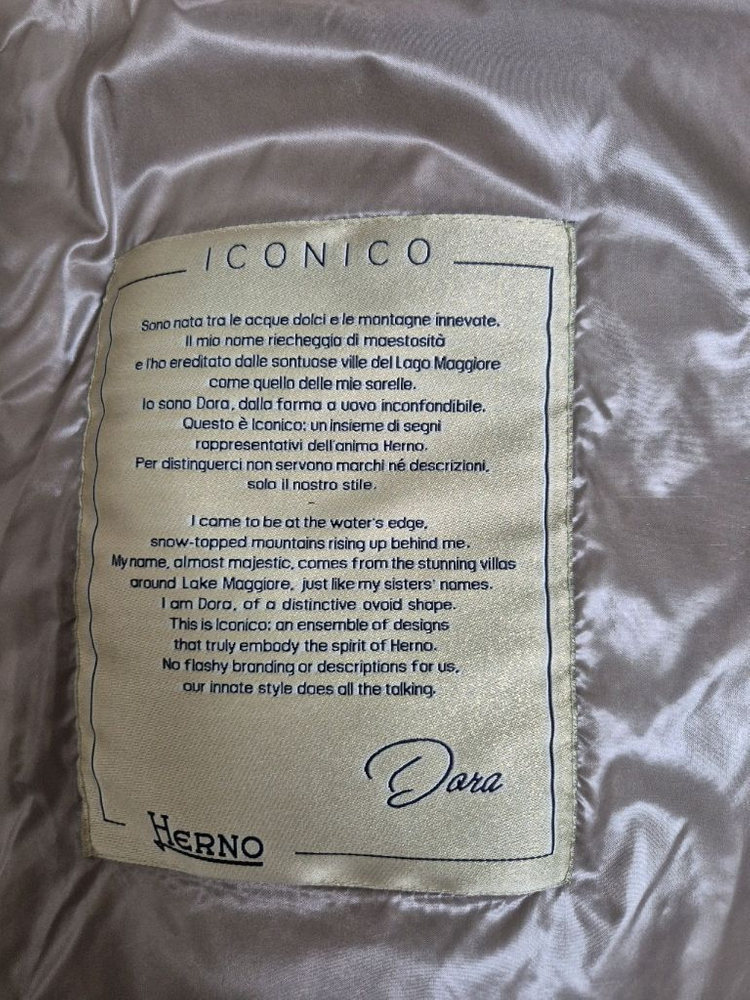 ICONICO
Sono nata tra le acque dolci e le montagne innevate.
Il mio nome riecheggia di maestosità
e l'ho ereditato dalle sontuose ville del Lago Maggiore
come quello delle mie sorelle.
Io sono Dora, dalla forma a uovo inconfondibile.
Questo è Iconico: un insieme di segni
rappresentativi dell'anima Herno.
Per distinguerci non servono marchi né descrizioni,
solo il nostro stile.
-
I came to be at the water's edge,
snow-topped mountains rising up behind me.
My name, almost majestic, comes from the stunning villas
around Lake Maggiore, just like my sisters' names.
I am Dora, of a distinctive ovoid shape.
This is Iconico: an ensemble of designs
that truly embody the spirit of Herno.
No flashy branding or descriptions for us,
our innate style does all the talking.
Dora
HERNO